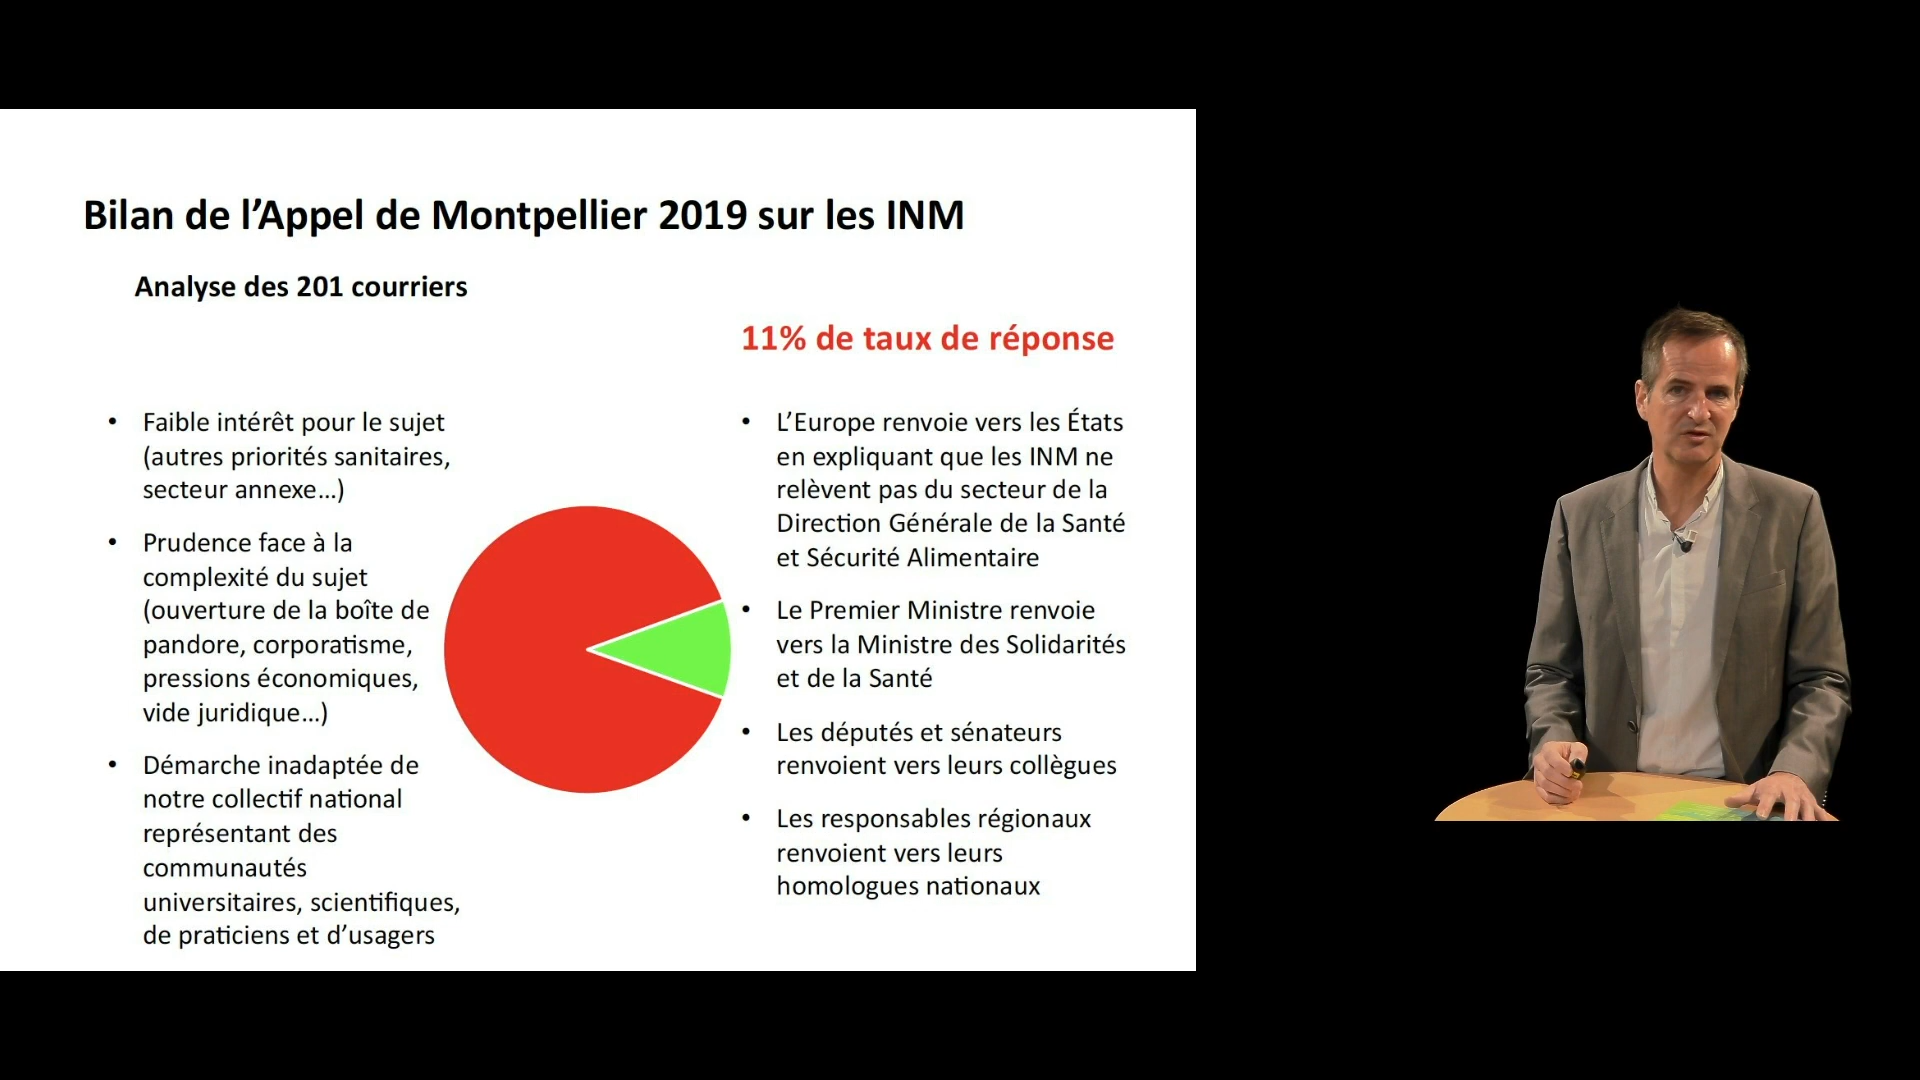 Bilan de l’Appel de Montpellier 2019 sur les INM
Analyse des 201 courriers
11% de taux de réponse
• Faible intérêt pour le sujet
(autres priorités sanitaires,
secteur annexe…)
• Prudence face à la
complexité du sujet
(ouverture de la boîte de
pandore, corporatisme,
pressions économiques,
vide juridique…)
• Démarche inadaptée de
notre collectif national
représentant des
communautés
universitaires, scientifiques,
de praticiens et d’usagers
• L’Europe renvoie vers les États
en expliquant que les INM ne
relèvent pas du secteur de la
Direction Générale de la Santé
et Sécurité Alimentaire
• Le Premier Ministre renvoie
vers la Ministre des Solidarités
et de la Santé
• Les députés et sénateurs
renvoient vers leurs collègues
• Les responsables régionaux
renvoient vers leurs
homologues nationaux